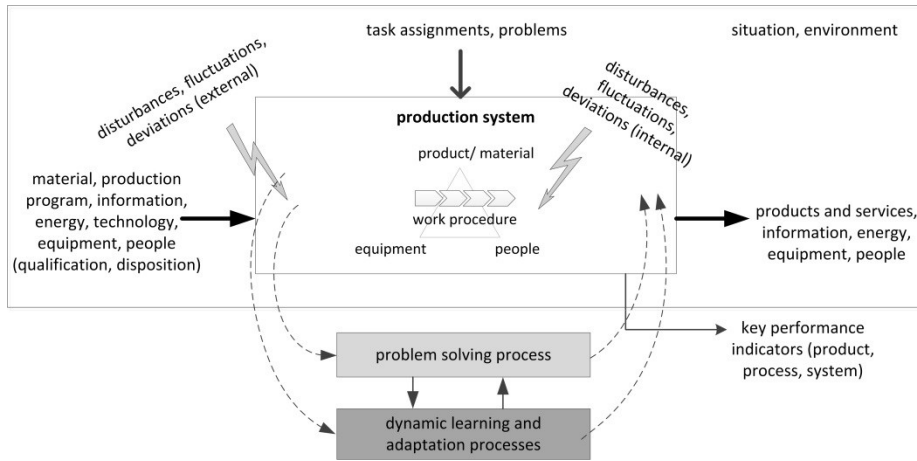 task assignments, problems
situation, environment
disturbances, fluctuations,
deviations (external)
disturbances,
fluctuations,
deviations (internal)
production system
product/ material
work procedure
equipment
people
material, production
program, information,
energy, technology,
equipment, people
(qualification, disposition)
products and services,
information, energy,
equipment, people
key performance
indicators (product,
process, system)
problem solving process
dynamic learning and
adaptation processes